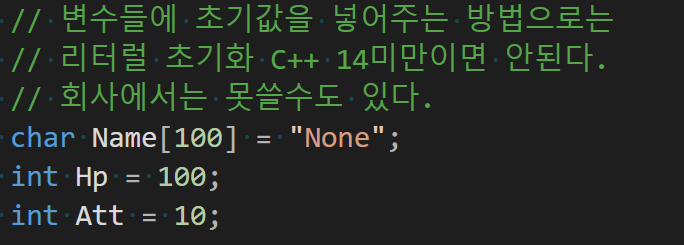 // 변수들에 초기값을 넣어주는 방법으로는
// 리터럴 초기화 C++ 14미만이면 안된다.
// 회사에서는 못쓸수도 있다.
char Name[100] = "None";
int Hp = 100;
int Att = 10;